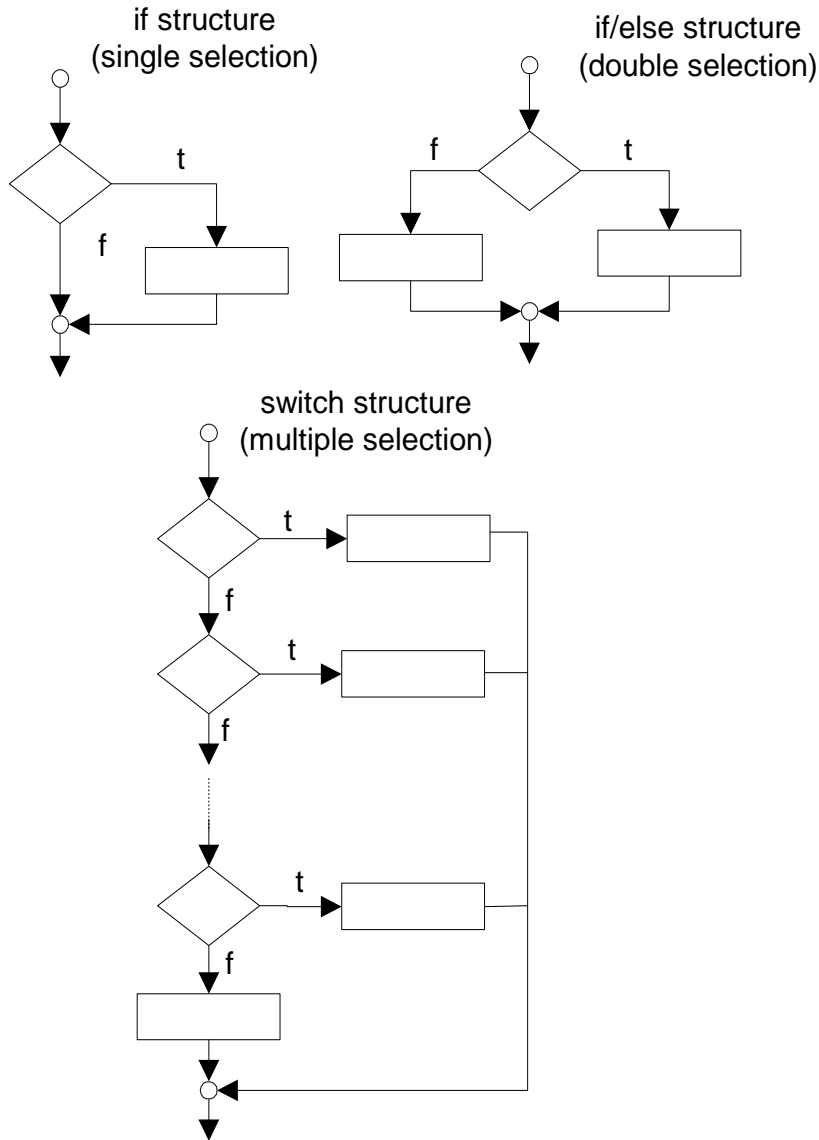 if structure
(single selection)
t
f
if/else structure
(double selection)
f
t
switch structure
(multiple selection)
t
f
t
f
t
f